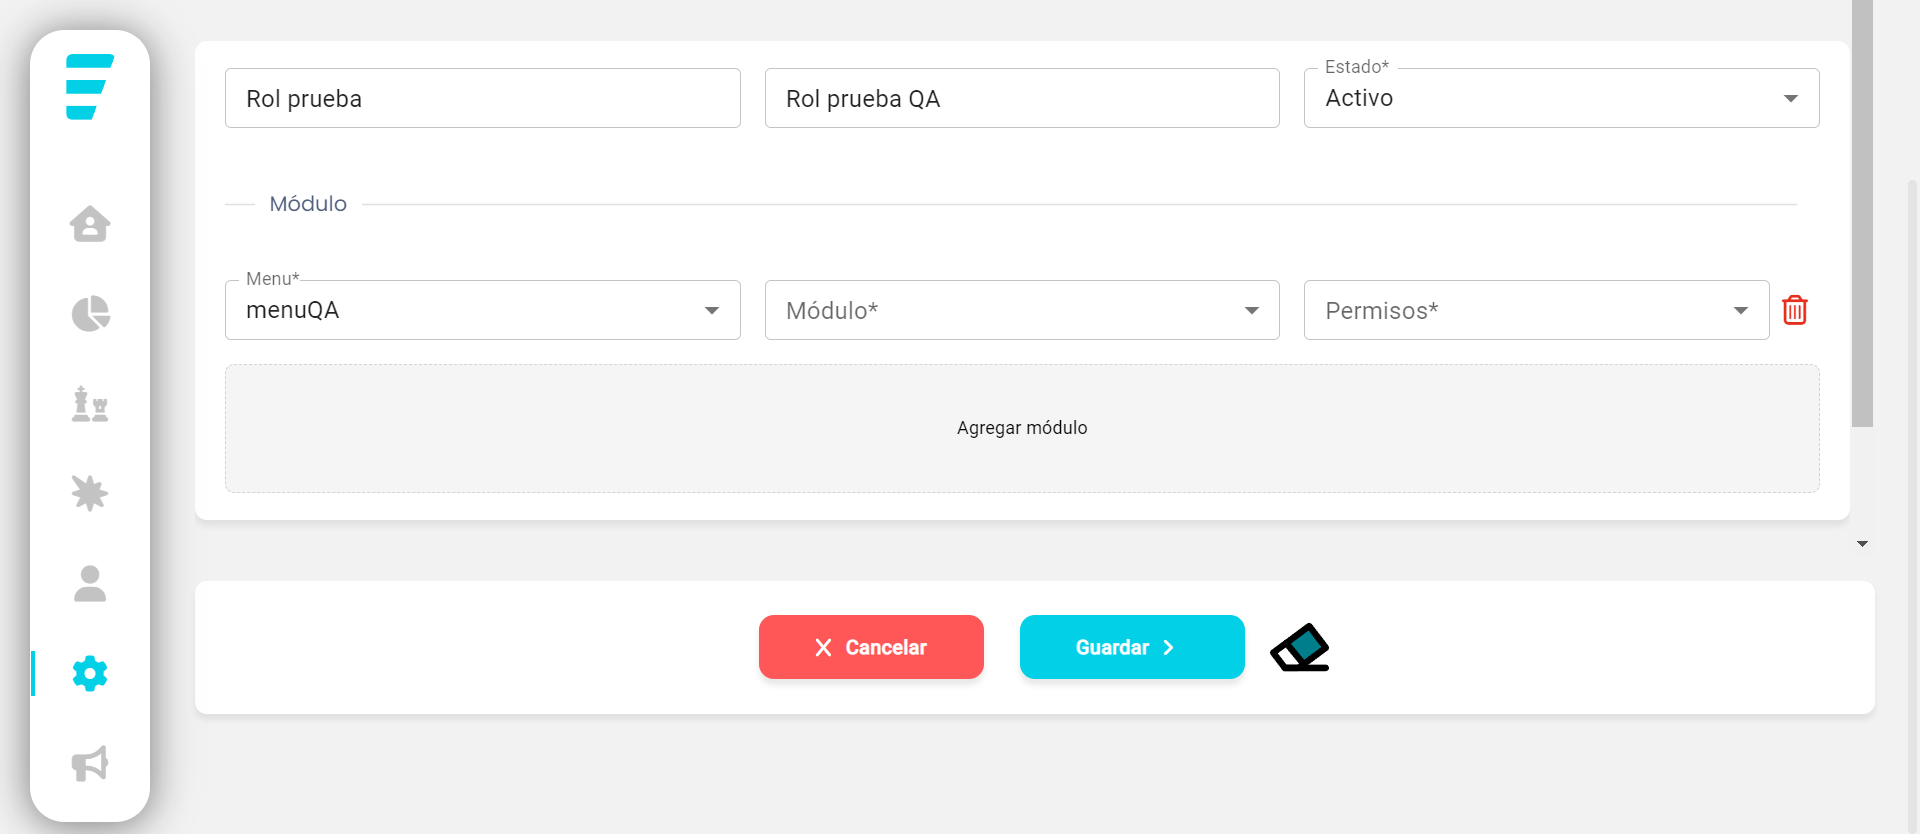 Rol prueba
Rol prueba QA
Estado*
Activo
Módulo
Menu*
menuQA
Módulo*
Permisos*
Agregar módulo
Cancelar
Guardar